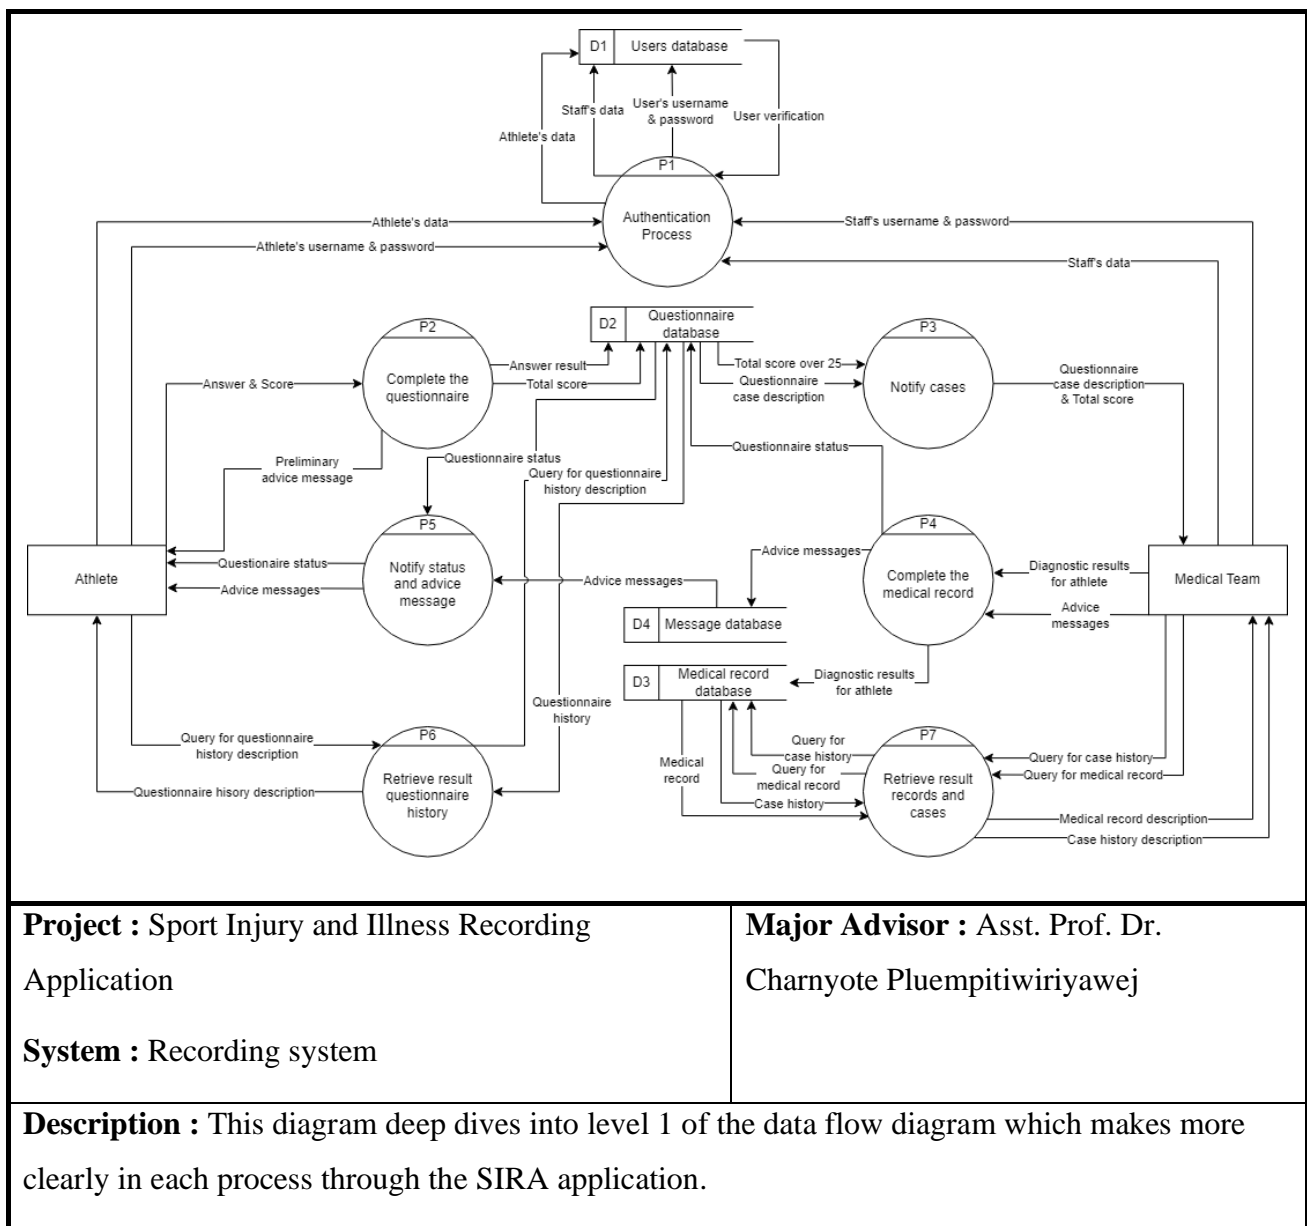 D1 Users database
Staff's data
User's username
& password
User verification
Athlete's data
P1
Authentication
Process
Athlete's data
Staff's username & password
Athlete's username & password
Staff's data
P2
Complete the
questionnaire
D2
Questionnaire
database
P3
Notify cases
Answer result
Total score
Total score over 25
Questionnaire
case description
Questionnaire
case description
& Total score
Answer & Score
Preliminary
advice message
Questionnaire status
Query for questionnaire
history description
Questionnaire status
P5
Notify status
and advice
message
P4
Complete the
medical record
Athlete
Questionaire status
Advice messages
Advice messages
Advice messages
Diagnostic results
for athlete
Advice
messages
Medical Team
D4 Message database
D3
Medical record
database
Diagnostic results
for athlete
Questionnaire
history
Query for questionnaire
history description
P6
Retrieve result
questionnaire
history
Questionnaire hisory description
Medical
record
Query for
case history
Query for
medical record
Case history
P7
Retrieve result
records and
cases
Query for case history
Query for medical record
Medical record description
Case history description
Project : Sport Injury and Illness Recording
Application
System : Recording system
Major Advisor : Asst. Prof. Dr.
Charnyote Pluempitiwiriyawej
Description : This diagram deep dives into level 1 of the data flow diagram which makes more
clearly in each process through the SIRA application.